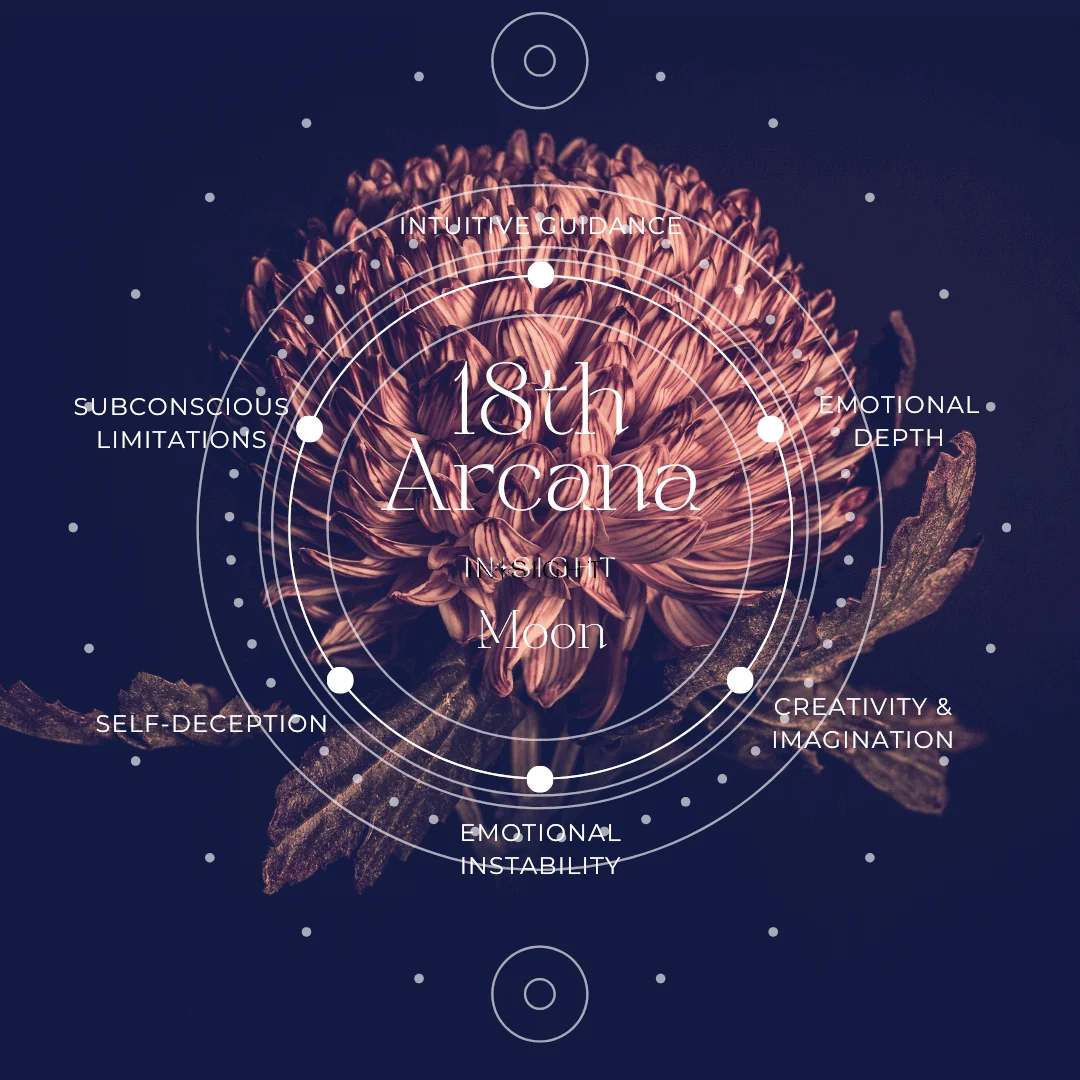 INTUITIVE GUIDANCE
18th
Arcana
IN•SIGHT
Moon
EMOTIONAL
DEPTH
CREATIVITY &
IMAGINATION
EMOTIONAL
INSTABILITY
SELF-DECEPTION
SUBCONSCIOUS
LIMITATIONS